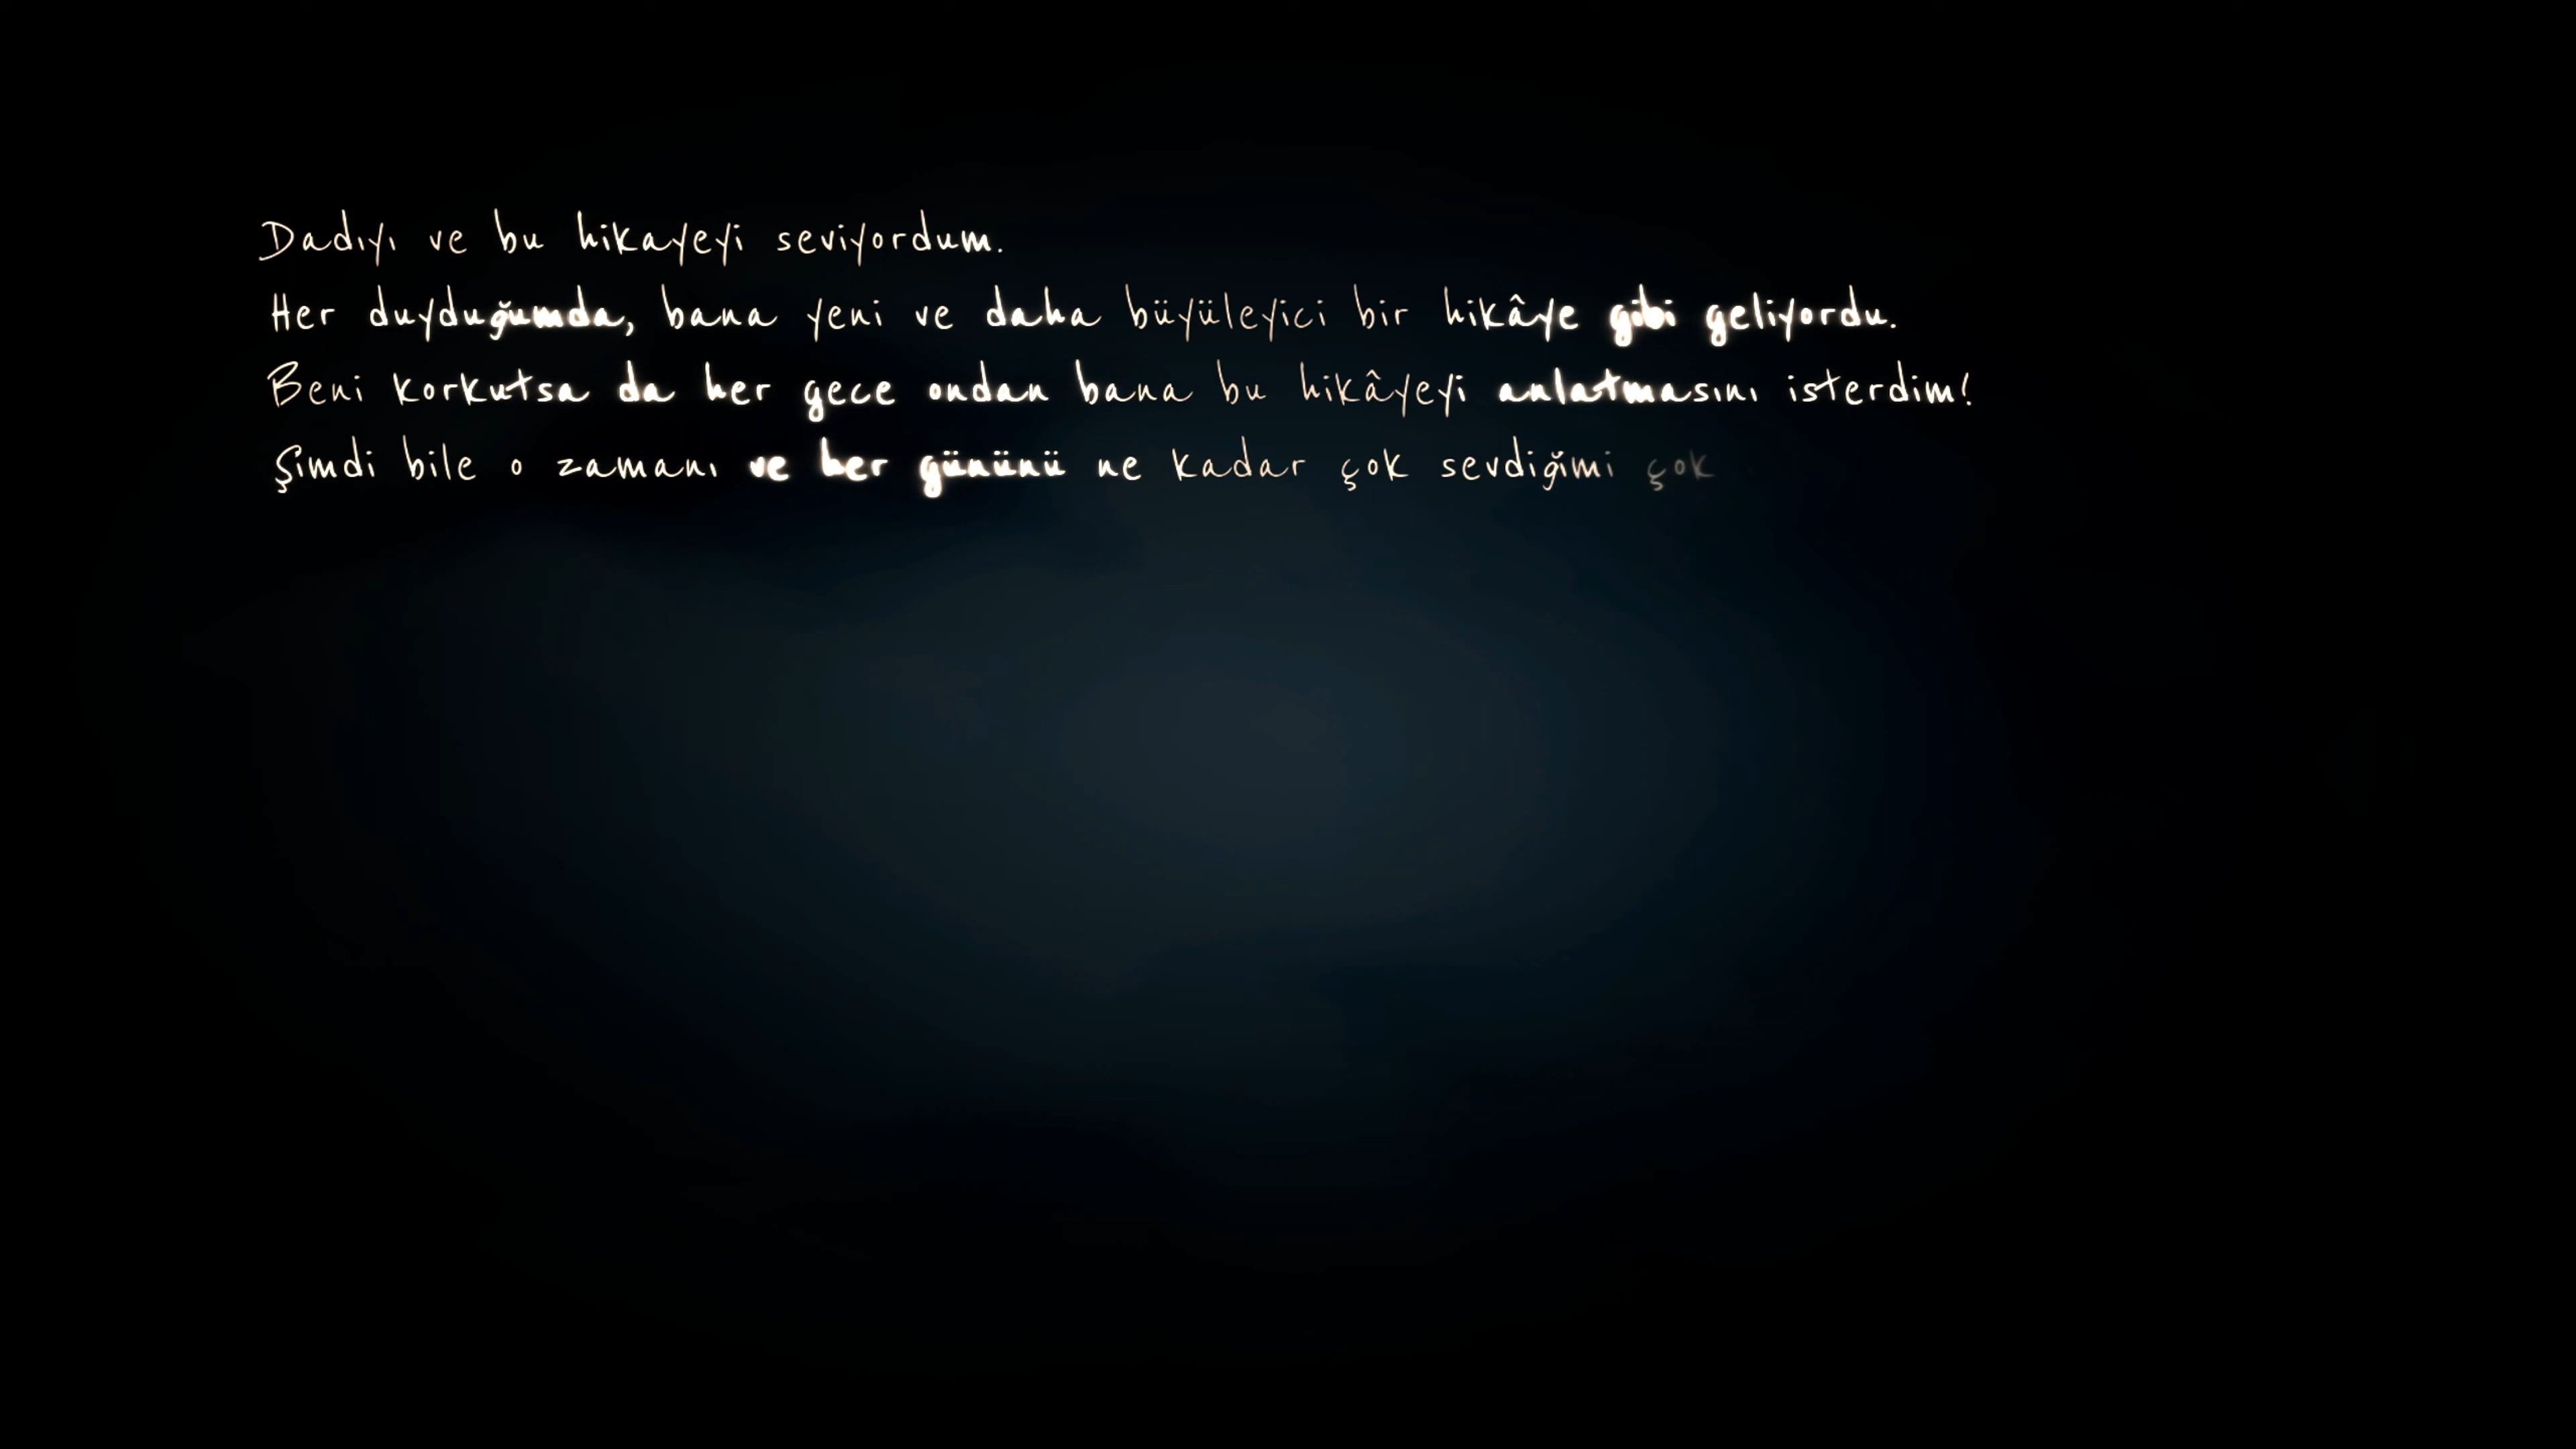 Dadıyı ve bu hikayeyi seviyordum.
Her duyduğumda, bana yeni ve daha büyüleyici bir hikâye gibi geliyordu.
Beni korkutsa da her gece ondan bana bu hikâyeyi anlatmasını isterdim!
Şimdi bile o zamanı ve her gününü ne kadar çok sevdiğimi çok